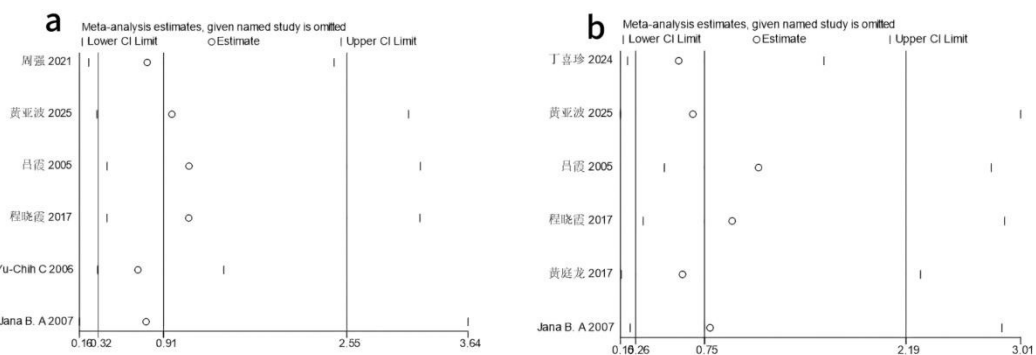 a
Meta-analysis estimates, given named study is omitted
| Lower CI Limit ○ Estimate | Upper CI Limit
周强 2021
黄亚波 2025
吕霞 2005
程晓霞 2017
Yu-Chih C 2006
Jana B. A 2007
0.16 0.32 0.91 2.55 3.64
b
Meta-analysis estimates, given named study is omitted
| Lower CI Limit ○ Estimate | Upper CI Limit
丁喜珍 2024
黄亚波 2025
吕霞 2005
程晓霞 2017
黄庭龙 2017
Jana B. A 2007
0.26 0.75 2.19 3.01